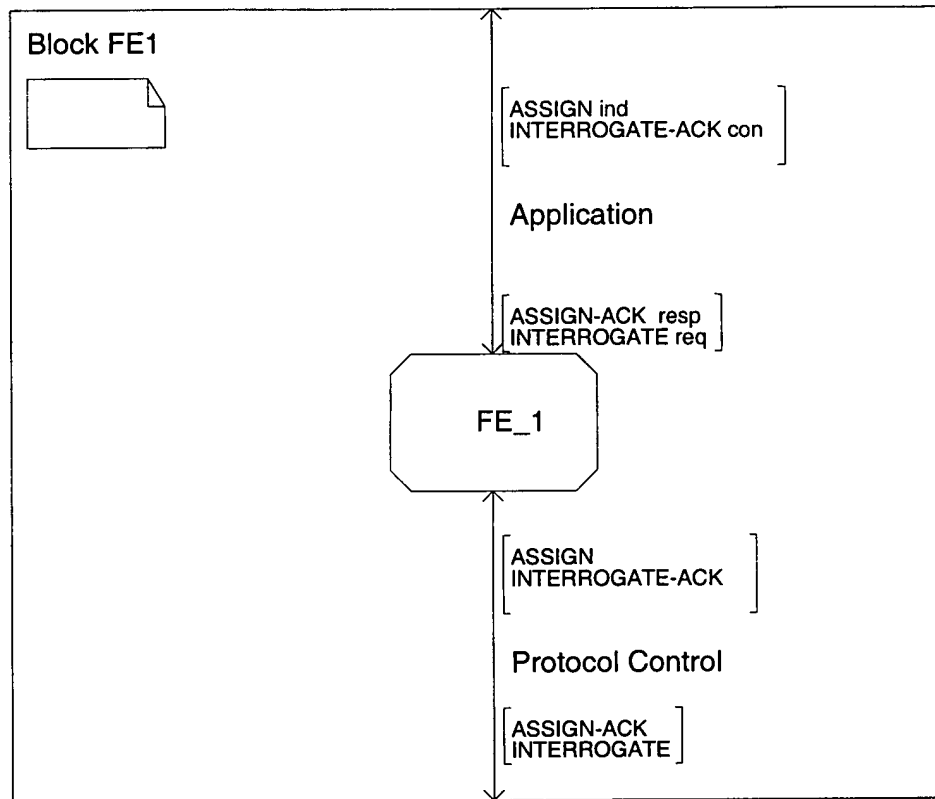 Block FE1
ASSIGN ind
INTERROGATE-ACK con
Application
ASSIGN-ACK resp
INTERROGATE req
FE_1
ASSIGN
INTERROGATE-ACK
Protocol Control
ASSIGN-ACK
INTERROGATE